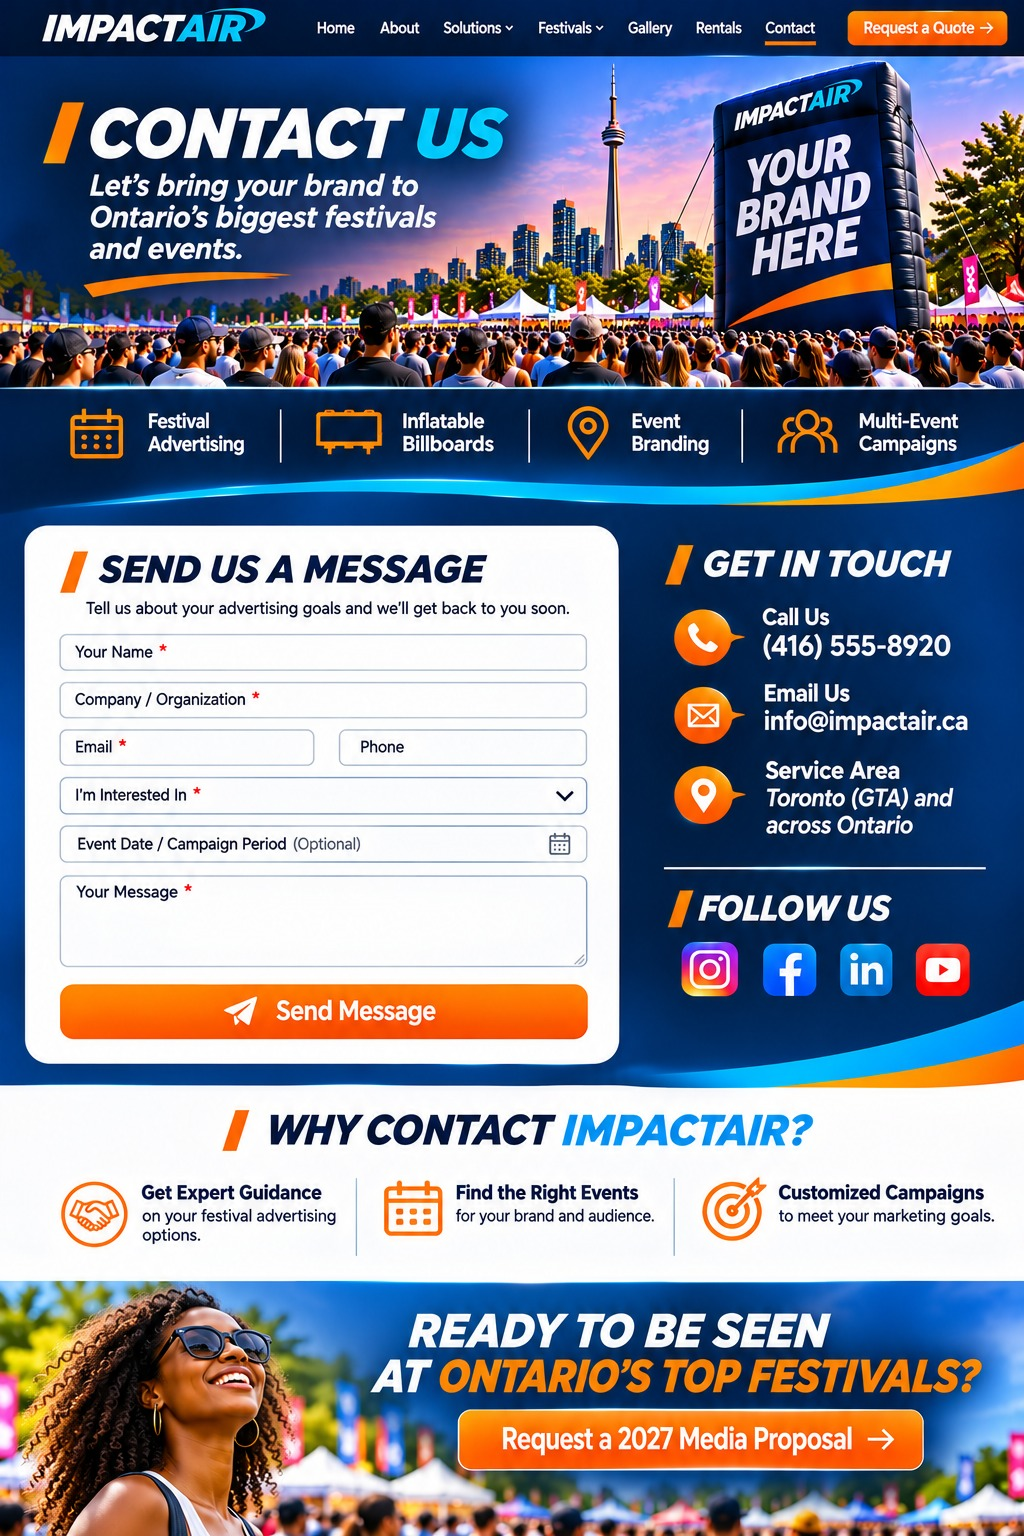 IMPACTAIR
Home About Solutions Festivals Gallery Rentals Contact Request a Quote →
CONTACT US
Let's bring your brand to
Ontario's biggest festivals
and events.
IMPACTAIR
YOUR
BRAND
HERE
Festival
Advertising
Inflatable
Billboards
Event
Branding
Multi-Event
Campaigns
SEND US A MESSAGE
Tell us about your advertising goals and we'll get back to you soon.
Your Name *
Company / Organization *
Email *
Phone
I'm Interested In *
Event Date / Campaign Period (Optional)
Your Message *
Send Message
GET IN TOUCH
Call Us
(416) 555-8920
Email Us
info@impactair.ca
Service Area
Toronto (GTA) and
across Ontario
FOLLOW US
WHY CONTACT IMPACTAIR?
Get Expert Guidance
on your festival advertising
options.
Find the Right Events
for your brand and audience.
Customized Campaigns
to meet your marketing goals.
READY TO BE SEEN
AT ONTARIO'S TOP FESTIVALS?
Request a 2027 Media Proposal →